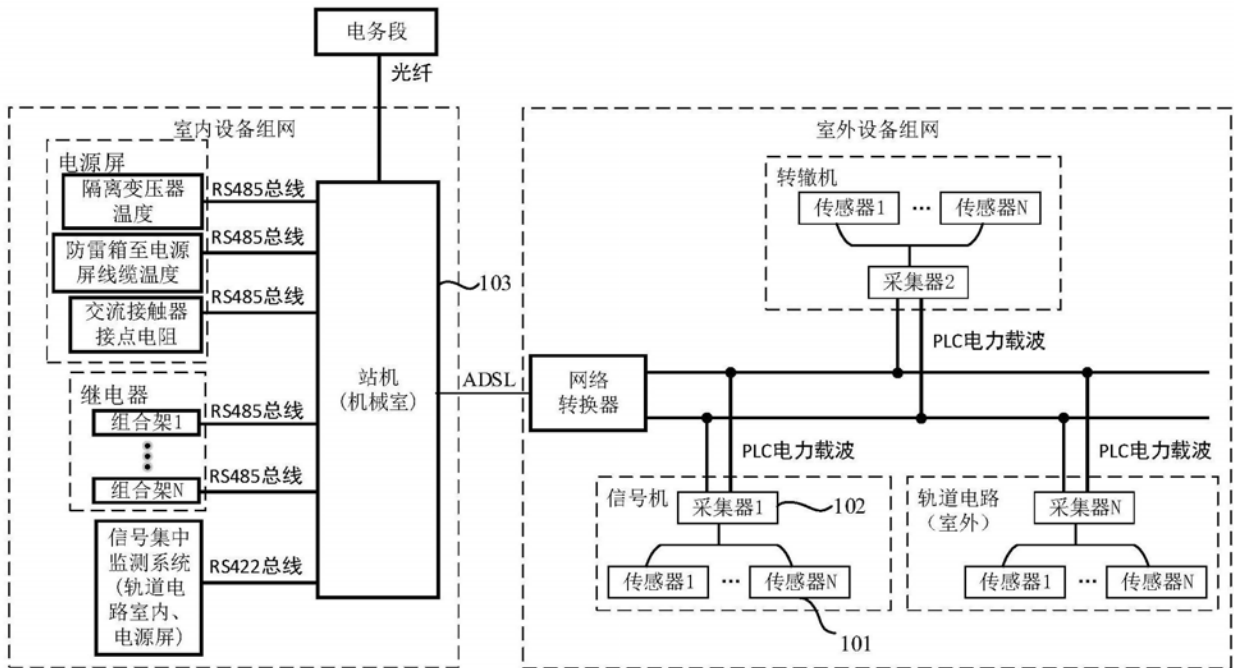 电务段
光纤
室内设备组网
电源屏
隔离变压器
温度
RS485总线
防雷箱至电源
屏线缆温度
RS485总线
交流接触器
接点电阻
RS485总线
继电器
组合架1
RS485总线
组合架N
RS485总线
信号集中
监测系统
(轨道电
路室内、
电源屏)
RS422总线
站机
(机械室)
103
ADSL
室外设备组网
转辙机
传感器1
···
传感器N
采集器2
PLC电力载波
网络
转换器
PLC电力载波
PLC电力载波
信号机
采集器1
102
传感器1
···
传感器N
101
轨道电路
(室外)
采集器N
传感器1
···
传感器N